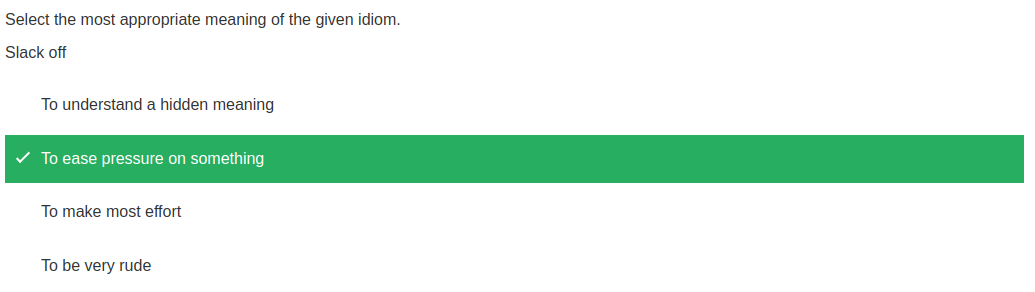 Select the most appropriate meaning of the given idiom.
Slack off
To understand a hidden meaning
To ease pressure on something
To make most effort
To be very rude